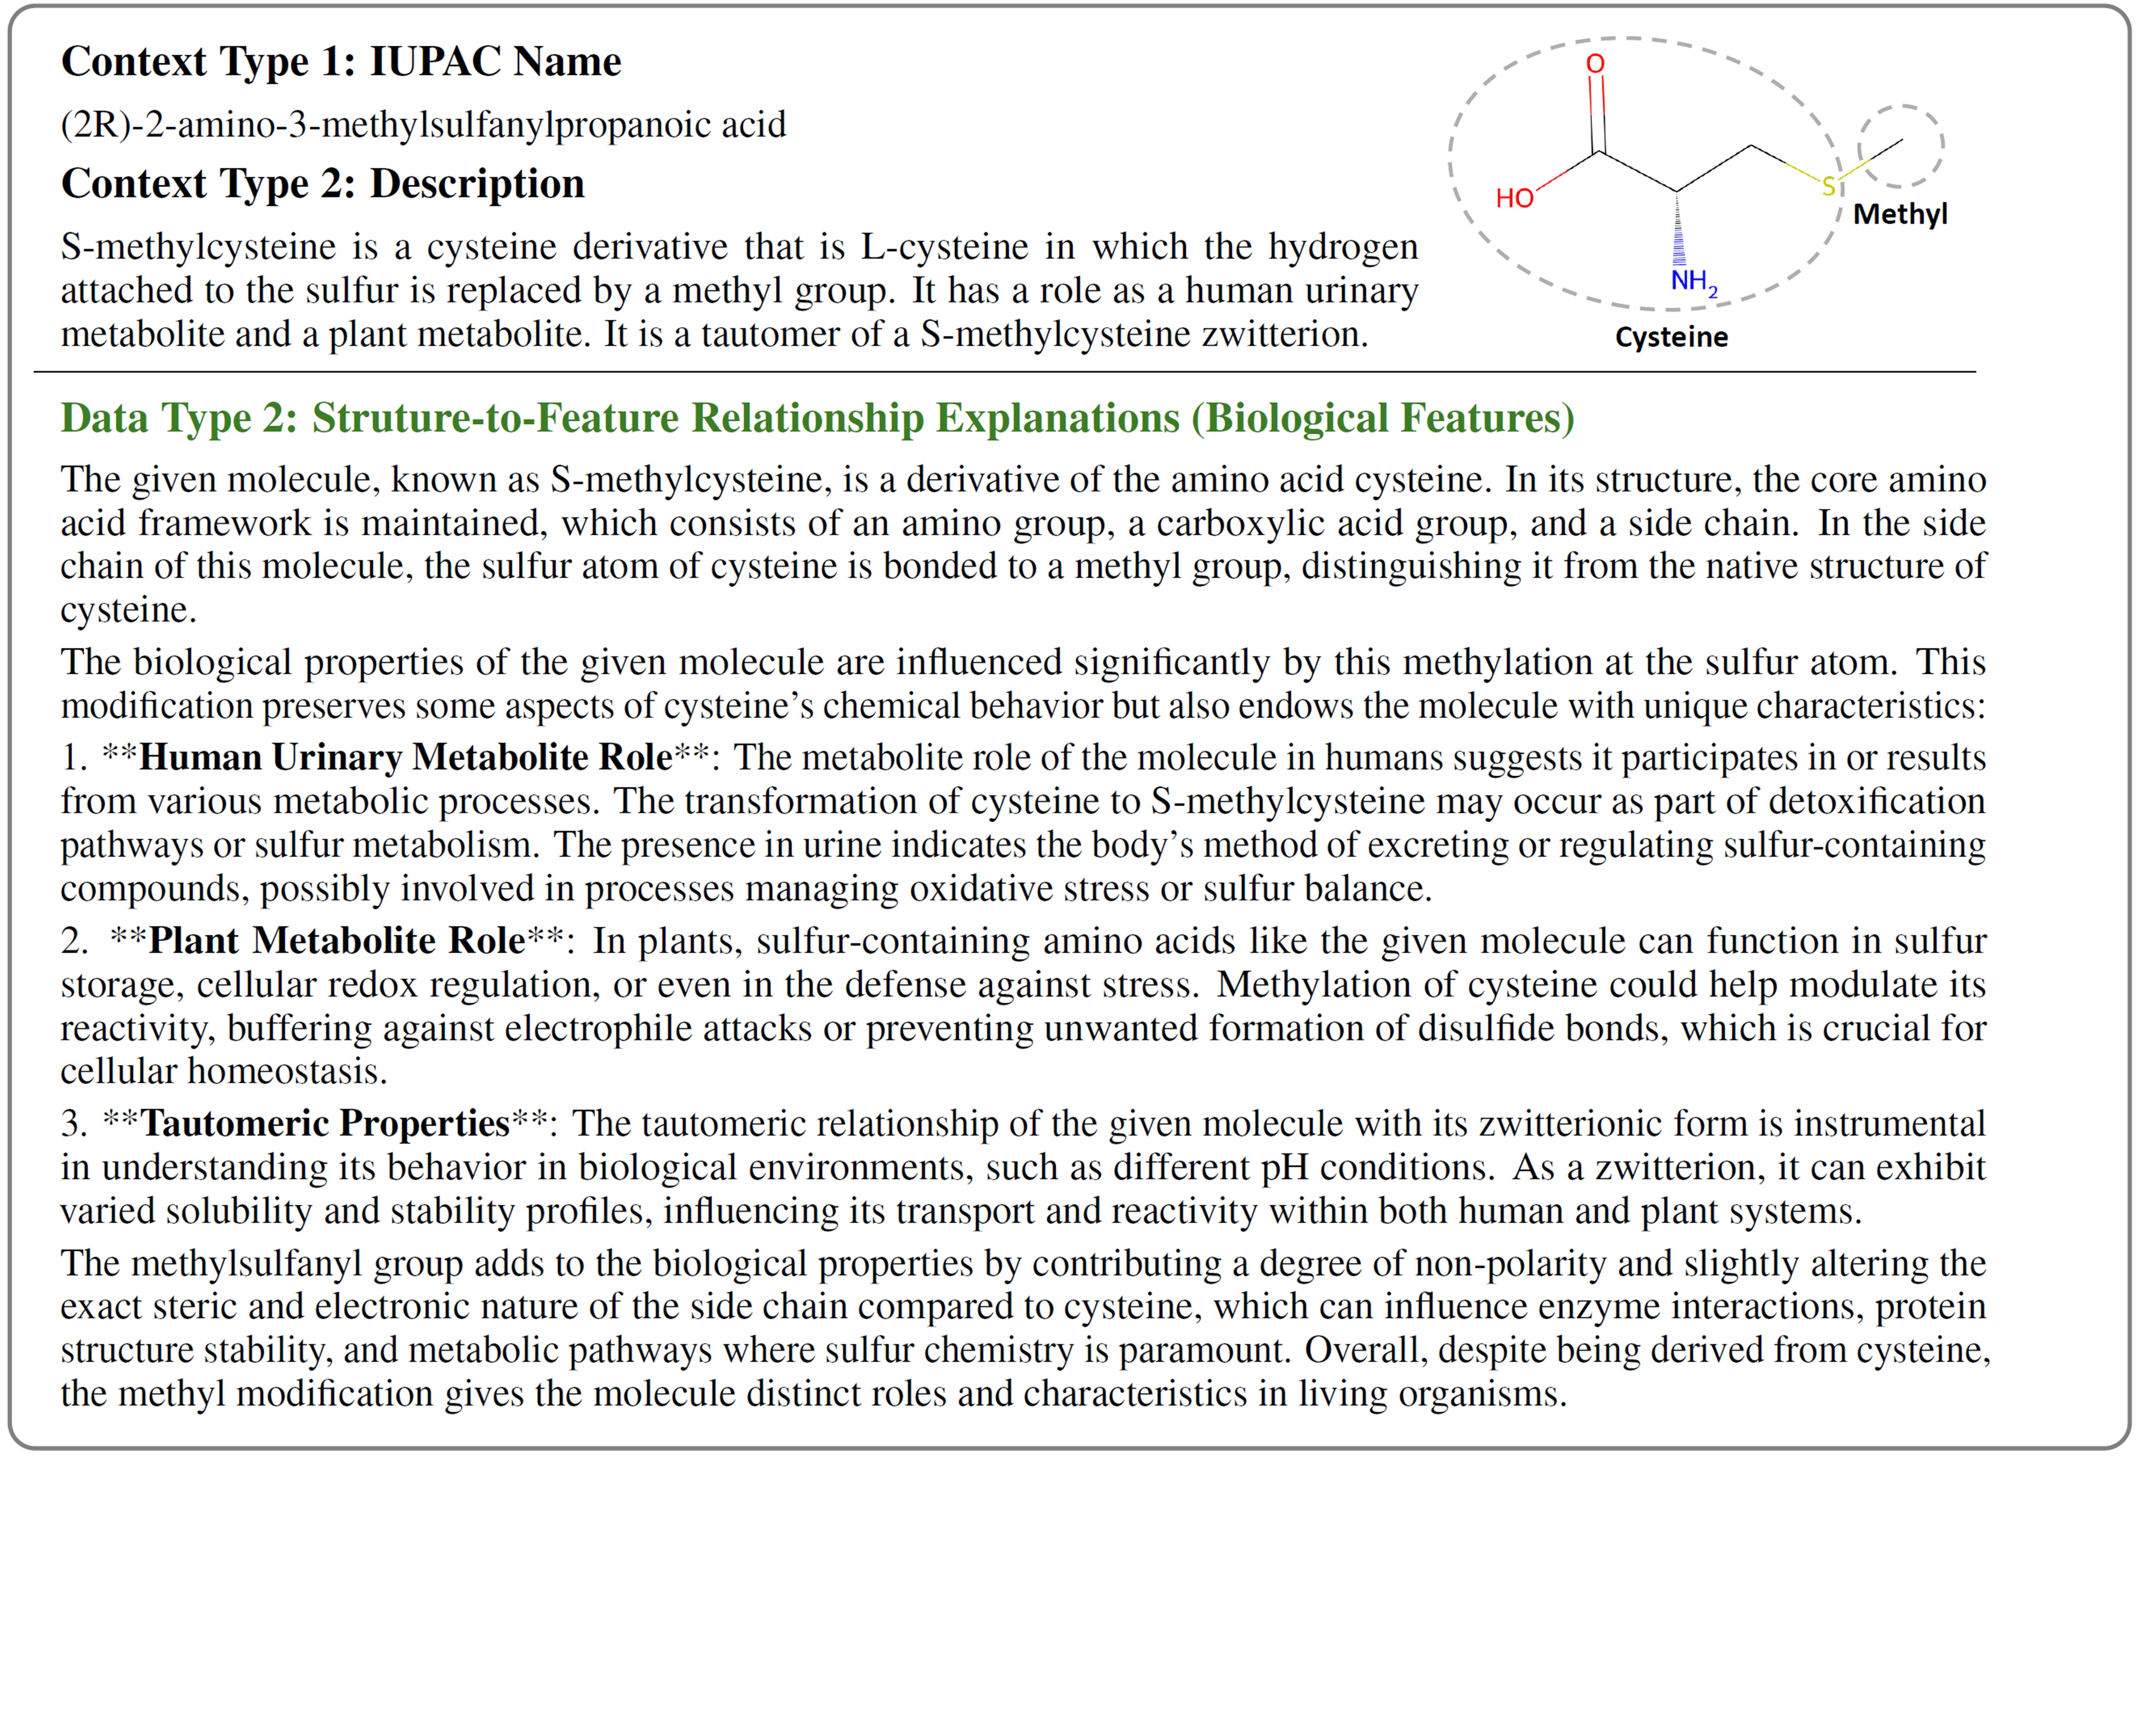 Context Type 1: IUPAC Name
(2R)-2-amino-3-methylsulfanylpropanoic acid
Context Type 2: Description
S-methylcysteine is a cysteine derivative that is L-cysteine in which the hydrogen
attached to the sulfur is replaced by a methyl group. It has a role as a human urinary
metabolite and a plant metabolite. It is a tautomer of a S-methylcysteine zwitterion.
O
HO
S
NH2
Methyl
Cysteine
Data Type 2: Struture-to-Feature Relationship Explanations (Biological Features)
The given molecule, known as S-methylcysteine, is a derivative of the amino acid cysteine. In its structure, the core amino
acid framework is maintained, which consists of an amino group, a carboxylic acid group, and a side chain. In the side
chain of this molecule, the sulfur atom of cysteine is bonded to a methyl group, distinguishing it from the native structure of
cysteine.
The biological properties of the given molecule are influenced significantly by this methylation at the sulfur atom. This
modification preserves some aspects of cysteine's chemical behavior but also endows the molecule with unique characteristics:
1. **Human Urinary Metabolite Role**: The metabolite role of the molecule in humans suggests it participates in or results
from various metabolic processes. The transformation of cysteine to S-methylcysteine may occur as part of detoxification
pathways or sulfur metabolism. The presence in urine indicates the body's method of excreting or regulating sulfur-containing
compounds, possibly involved in processes managing oxidative stress or sulfur balance.
2. **Plant Metabolite Role**: In plants, sulfur-containing amino acids like the given molecule can function in sulfur
storage, cellular redox regulation, or even in the defense against stress. Methylation of cysteine could help modulate its
reactivity, buffering against electrophile attacks or preventing unwanted formation of disulfide bonds, which is crucial for
cellular homeostasis.
3. **Tautomeric Properties**: The tautomeric relationship of the given molecule with its zwitterionic form is instrumental
in understanding its behavior in biological environments, such as different pH conditions. As a zwitterion, it can exhibit
varied solubility and stability profiles, influencing its transport and reactivity within both human and plant systems.
The methylsulfanyl group adds to the biological properties by contributing a degree of non-polarity and slightly altering the
exact steric and electronic nature of the side chain compared to cysteine, which can influence enzyme interactions, protein
structure stability, and metabolic pathways where sulfur chemistry is paramount. Overall, despite being derived from cysteine,
the methyl modification gives the molecule distinct roles and characteristics in living organisms.